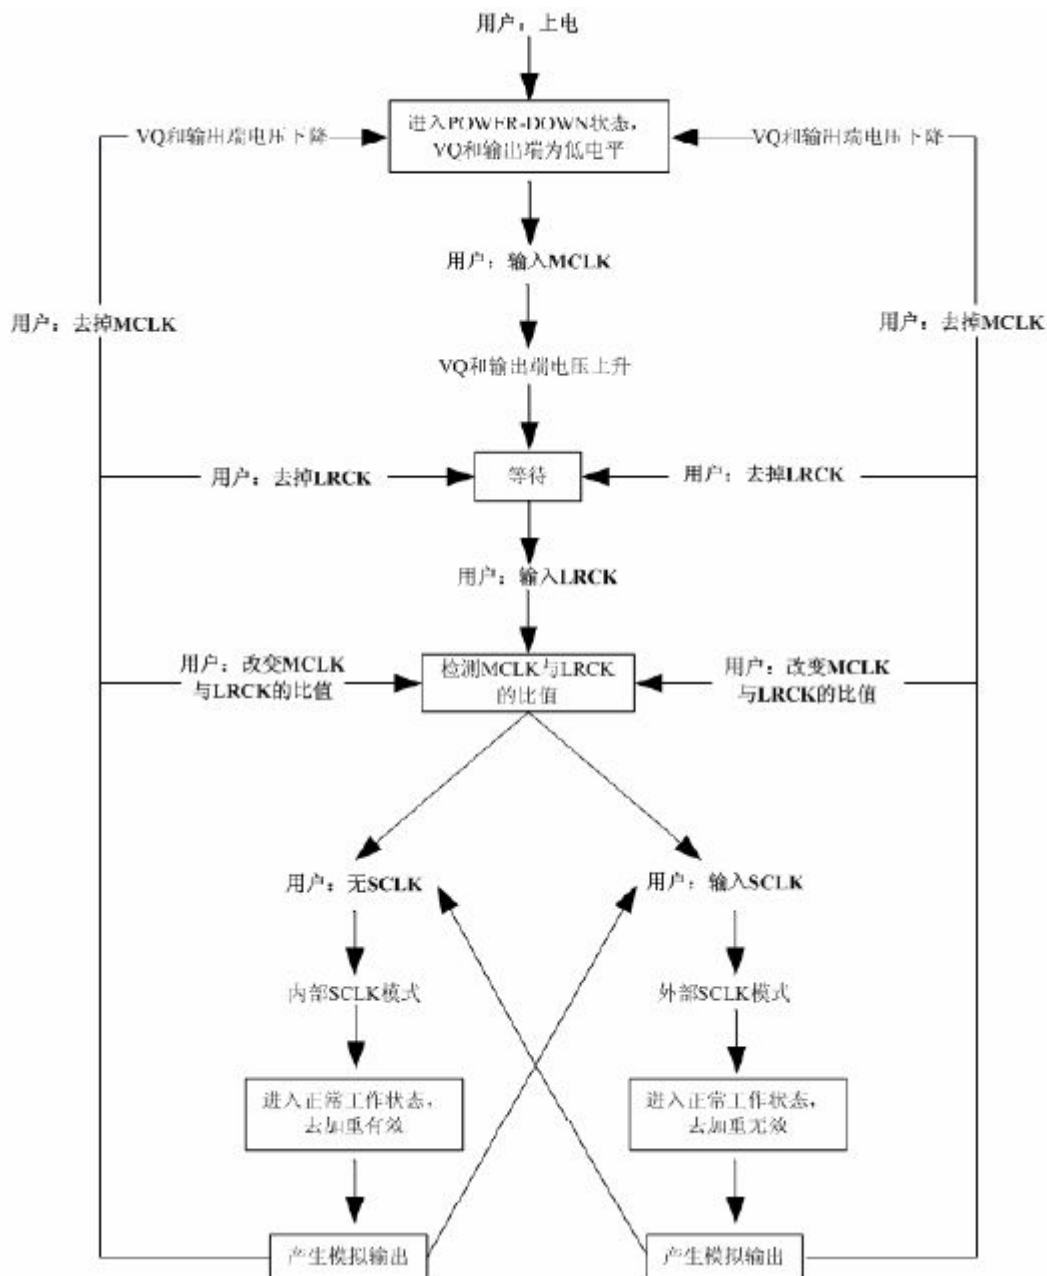 用户：上电
进入POWER-DOWN状态，
VQ和输出端为低电平
VQ和输出端电压下降
VQ和输出端电压下降
用户：输入MCLK
用户：去掉MCLK
用户：去掉MCLK
VQ和输出端电压上升
用户：去掉LRCK
等待
用户：去掉LRCK
用户：输入LRCK
用户：改变MCLK
与LRCK的比值
检测MCLK与LRCK
的比值
用户：改变MCLK
与LRCK的比值
用户：无SCLK
用户：输入SCLK
内部SCLK模式
外部SCLK模式
进入正常工作状态，
去加重有效
进入正常工作状态，
去加重无效
产生模拟输出
产生模拟输出